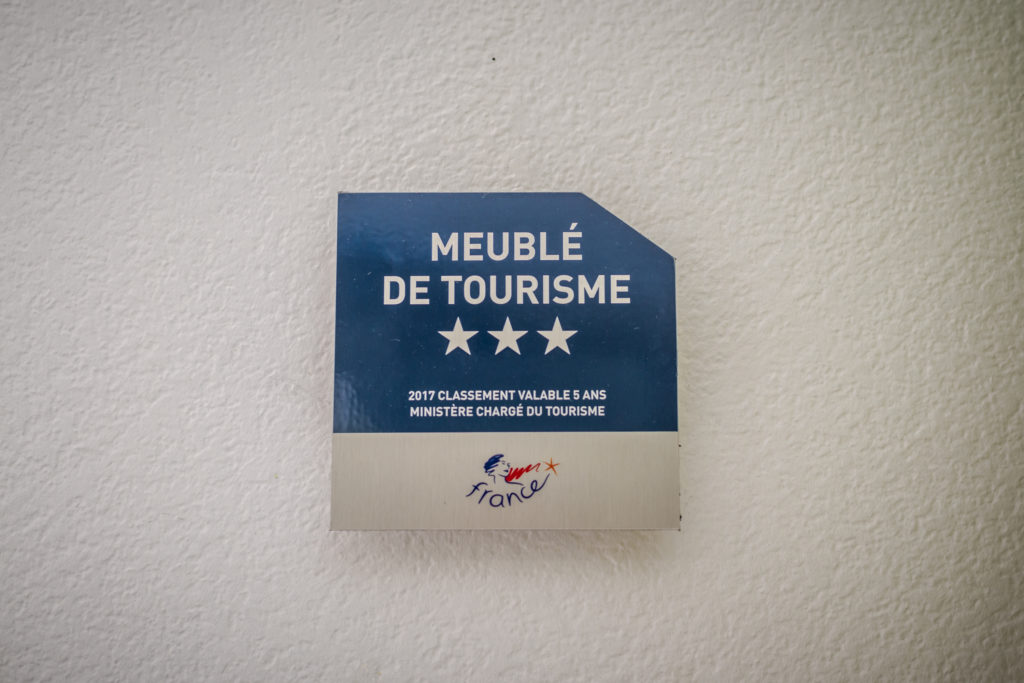 MEUBLÉ
DE TOURISME
2017 CLASSEMENT VALABLE 5 ANS
MINISTÈRE CHARGÉ DU TOURISME
france